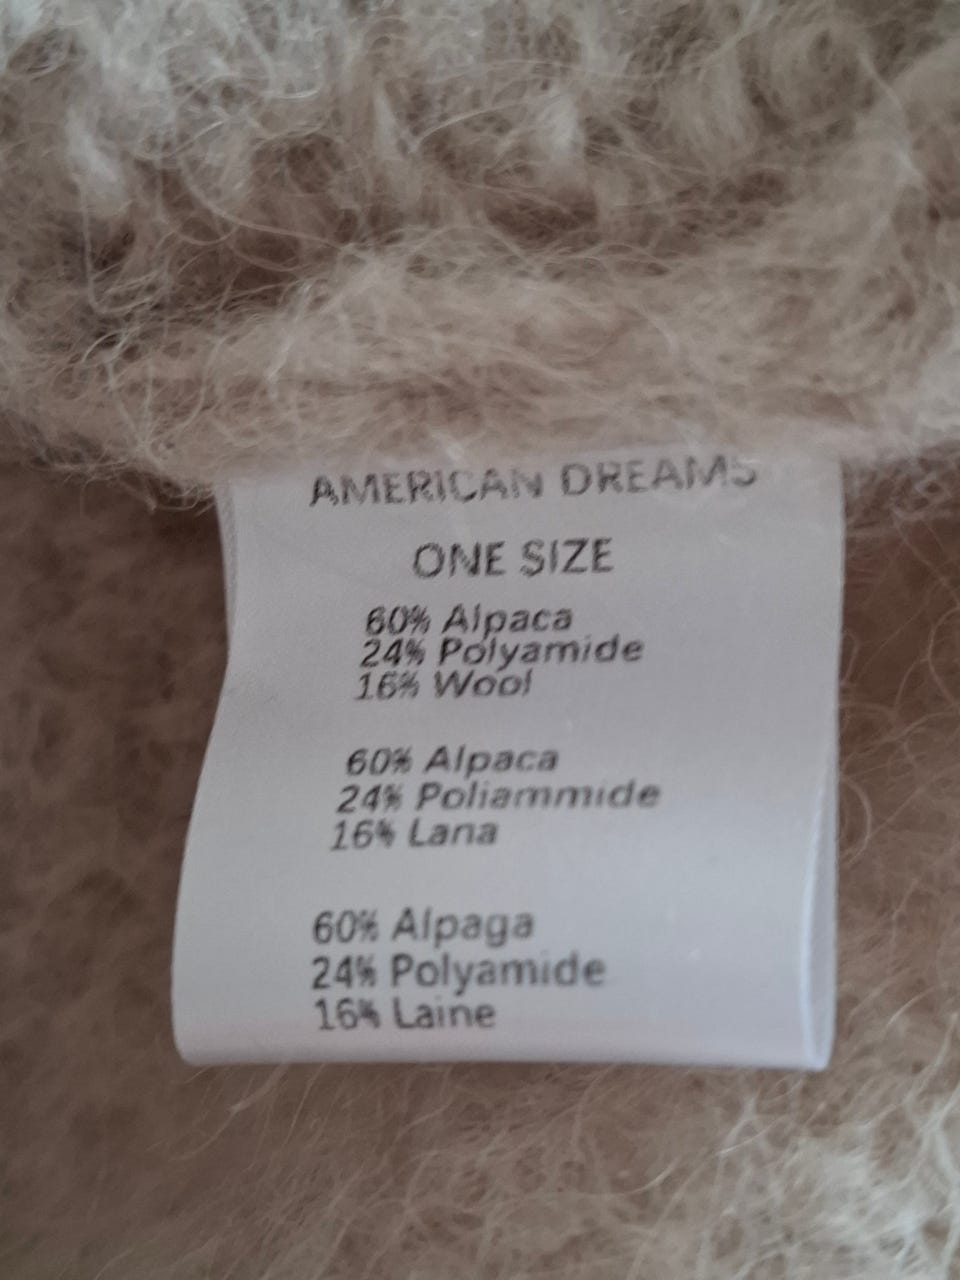 AMERICAN DREAMS
ONE SIZE
60% Alpaca
24% Polyamide
16% Wool
60% Alpaca
24% Poliammide
16% Lana
60% Alpaga
24% Polyamide
16% Laine